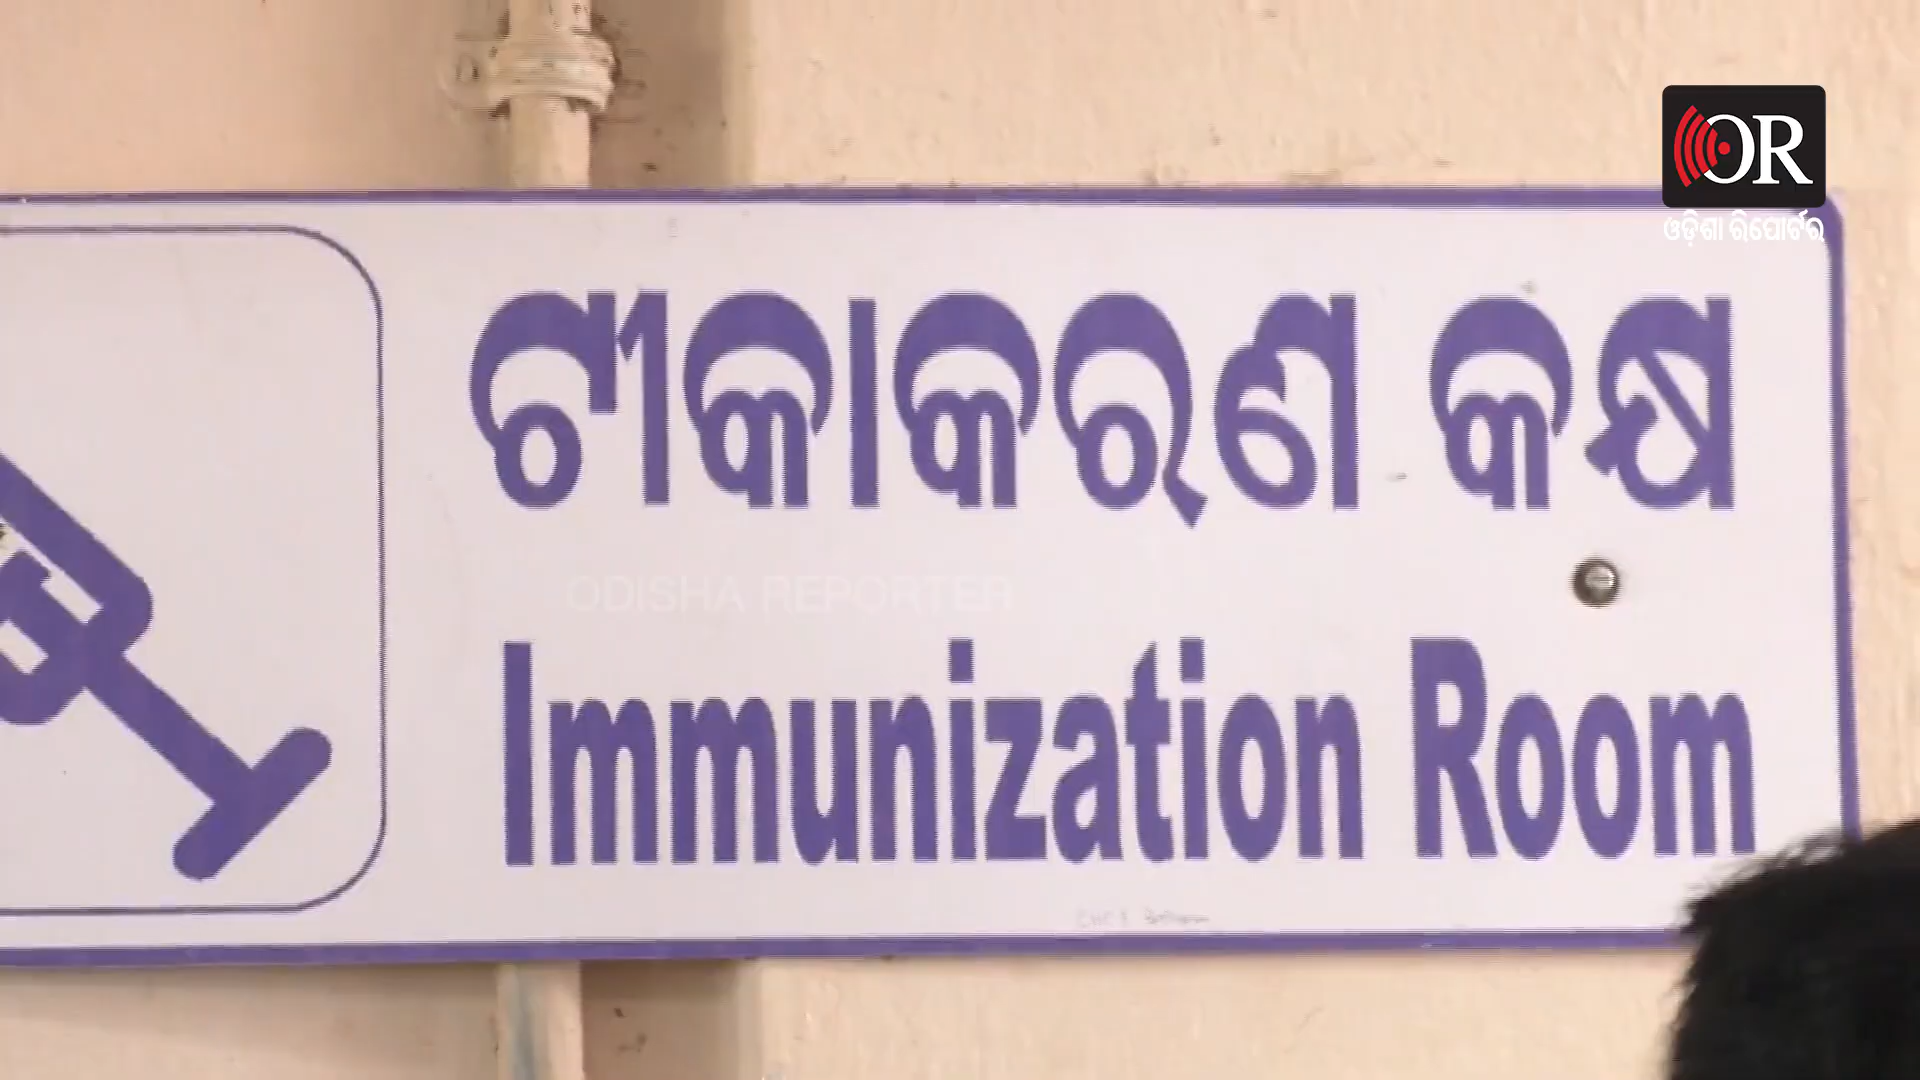 OR
ଓଡ଼ିଶା ରିପୋର୍ଟର
ଟୀକାକରଣ କକ୍ଷ
ODISHA REPORTER
Immunization Room